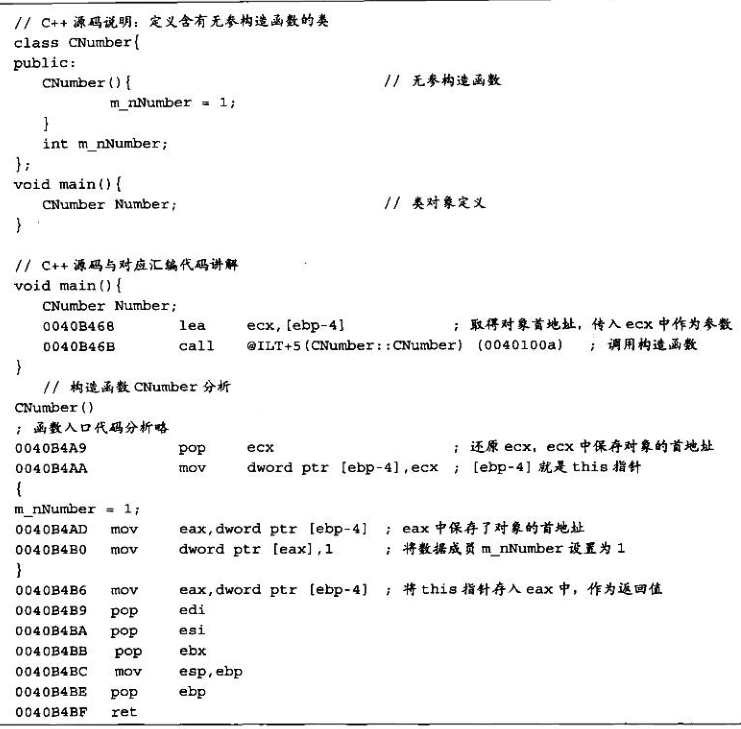 // C++ 源码说明：定义含有无参构造函数的类
class CNumber{
public:
CNumber(){ // 无参构造函数
m_nNumber = 1;
}
int m_nNumber;
};
void main(){
CNumber Number; // 类对象定义
}
// C++ 源码与对应汇编代码讲解
void main(){
CNumber Number;
0040B468 lea ecx,[ebp-4] ; 取得对象首地址，传入 ecx 中作为参数
0040B46B call @ILT+5(CNumber::CNumber) (0040100a) ; 调用构造函数
}
// 构造函数 CNumber 分析
CNumber()
; 函数入口代码分析略
0040B4A9 pop ecx ; 还原 ecx，ecx 中保存对象的首地址
0040B4AA mov dword ptr [ebp-4],ecx ; [ebp-4] 就是 this 指针
{
m_nNumber = 1;
0040B4AD mov eax,dword ptr [ebp-4] ; eax 中保存了对象的首地址
0040B4B0 mov dword ptr [eax],1 ; 将数据成员 m_nNumber 设置为 1
}
0040B4B6 mov eax,dword ptr [ebp-4] ; 将 this 指针存入 eax 中，作为返回值
0040B4B9 pop edi
0040B4BA pop esi
0040B4BB pop ebx
0040B4BC mov esp,ebp
0040B4BE pop ebp
0040B4BF ret